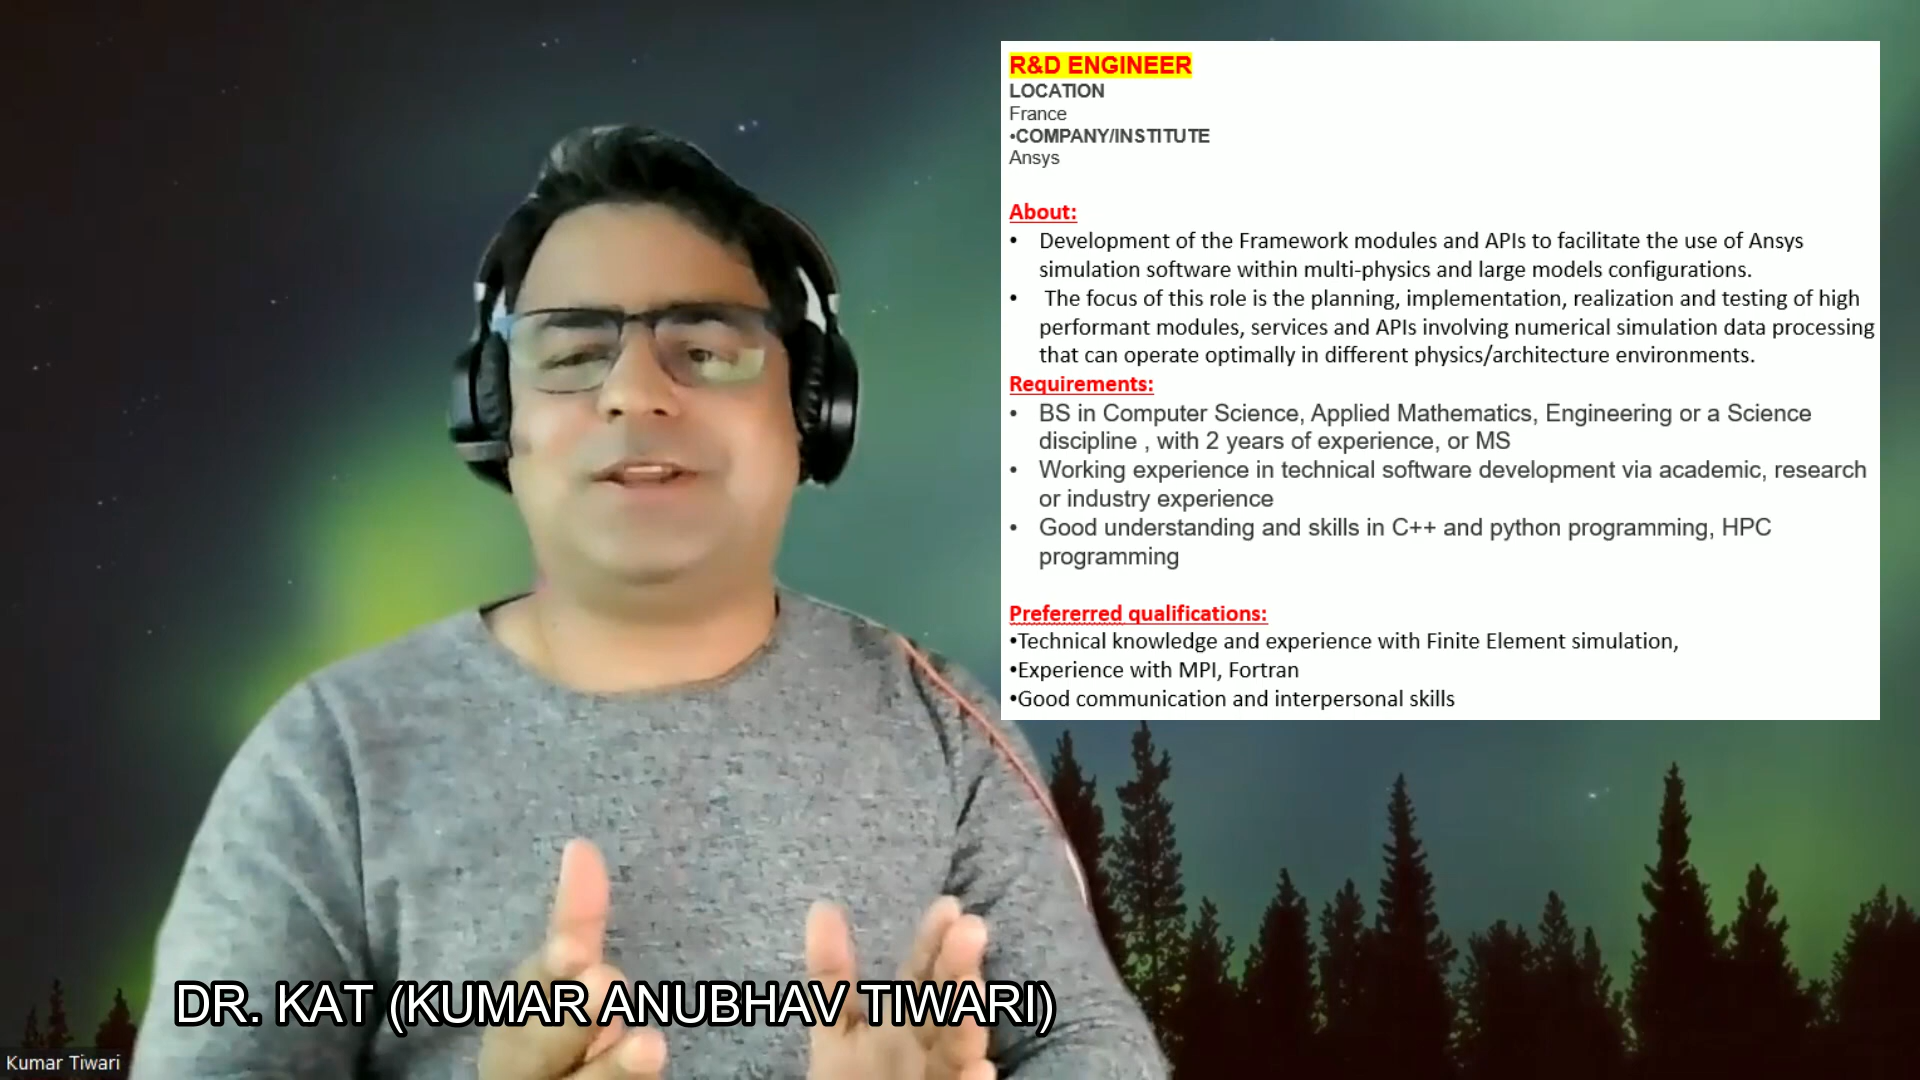 R&D ENGINEER
LOCATION
France
•COMPANY/INSTITUTE
Ansys
About:
• Development of the Framework modules and APIs to facilitate the use of Ansys
simulation software within multi-physics and large models configurations.
• The focus of this role is the planning, implementation, realization and testing of high
performant modules, services and APIs involving numerical simulation data processing
that can operate optimally in different physics/architecture environments.
Requirements:
• BS in Computer Science, Applied Mathematics, Engineering or a Science
discipline , with 2 years of experience, or MS
• Working experience in technical software development via academic, research
or industry experience
• Good understanding and skills in C++ and python programming, HPC
programming
Prefererred qualifications:
•Technical knowledge and experience with Finite Element simulation,
•Experience with MPI, Fortran
•Good communication and interpersonal skills
DR. KAT (KUMAR ANUBHAV TIWARI)
Kumar Tiwari